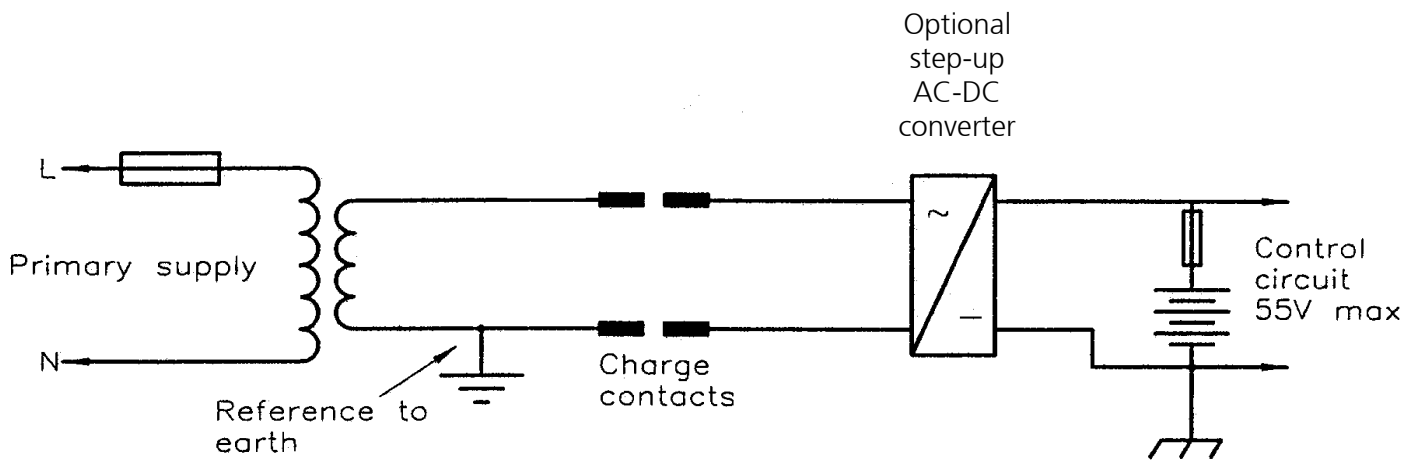 Optional
step-up
AC-DC
converter
L
Primary supply
N
Reference to
earth
Charge
contacts
~
Control
circuit
55V max